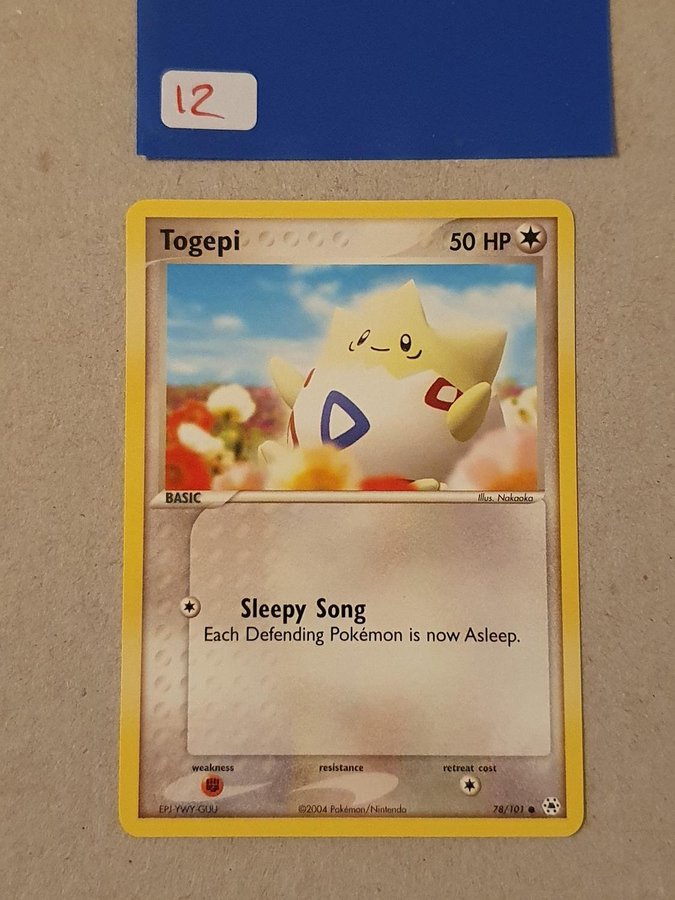 12
Togepi 50 HP
BASIC Illus. Nakaoka
Sleepy Song
Each Defending Pokémon is now Asleep.
weakness resistance retreat cost
EPJ-YWY-GUU ©2004 Pokémon/Nintendo 78/101